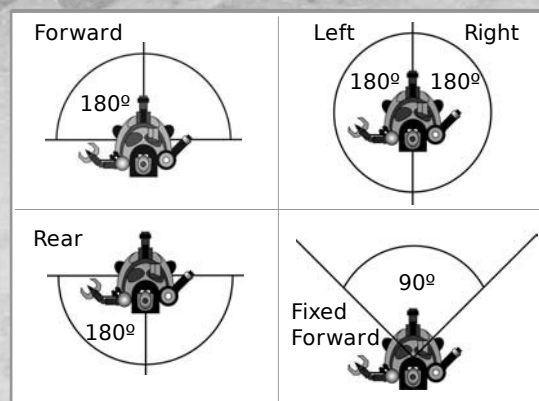 Forward
180º
Left Right
180º 180º
Rear
180º
90º
Fixed
Forward